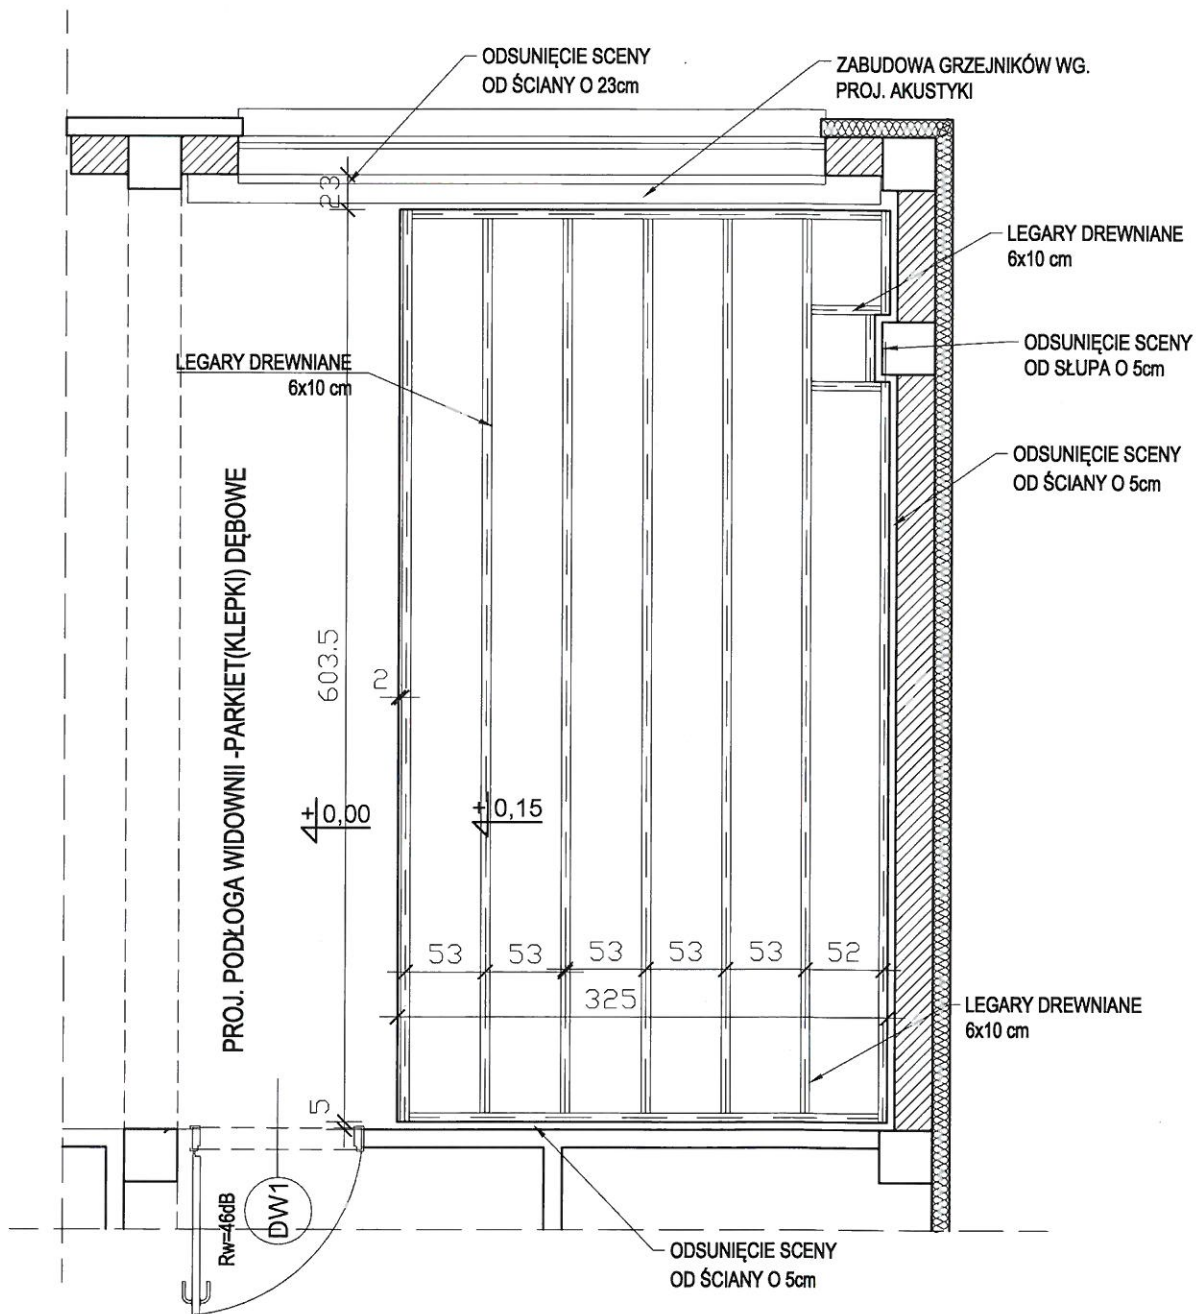 ODSUNIĘCIE SCENY
OD ŚCIANY O 23cm
ZABUDOWA GRZEJNIKÓW WG.
PROJ. AKUSTYKI
23
LEGARY DREWNIANE
6x10 cm
ODSUNIĘCIE SCENY
OD SŁUPA O 5cm
LEGARY DREWNIANE
6x10 cm
ODSUNIĘCIE SCENY
OD ŚCIANY O 5cm
PROJ. PODŁOGA WIDOWNII -PARKIET(KLEPKI) DĘBOWE
603.5
2
+ 0,00
+ 0,15
53 53 53 53 53 52
325
LEGARY DREWNIANE
6x10 cm
5
Rw=46dB
DW1
ODSUNIĘCIE SCENY
OD ŚCIANY O 5cm